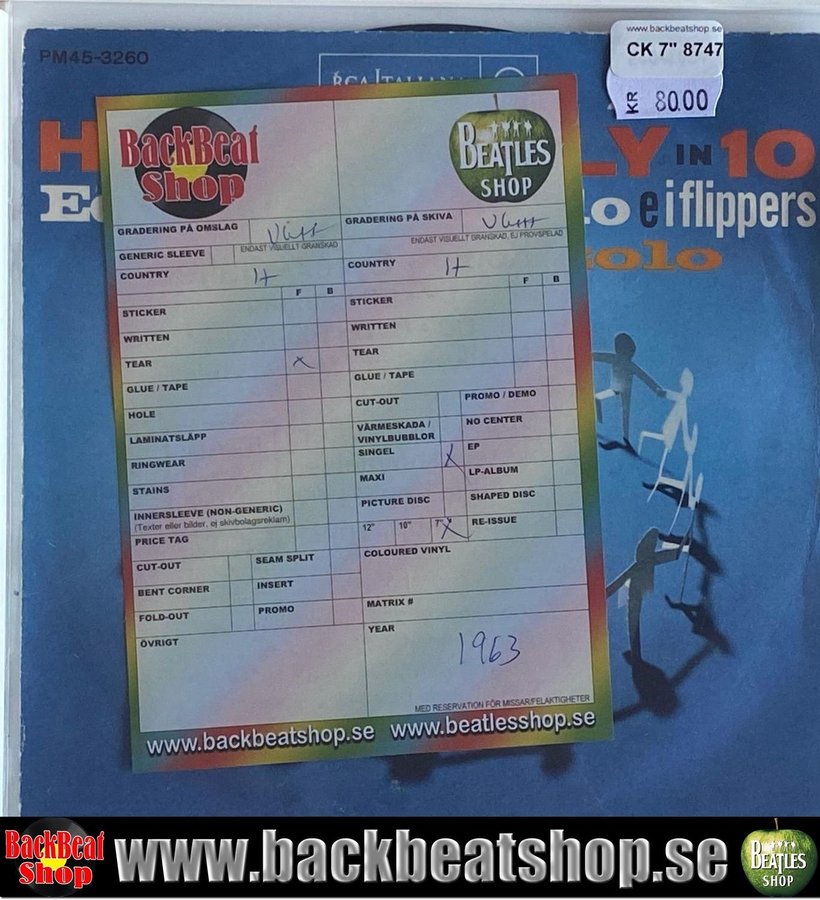 PM45-3260
www.backbeatshop.se
CK 7" 8747
KR 80.00
LY IN 10
o e i flippers
BackBeat
Shop
BEATLES
SHOP
GRADERING PÅ OMSLAG
ENDAST VISUELLT GRANSKAD
GENERIC SLEEVE
COUNTRY It
F B
STICKER
WRITTEN
TEAR x
GLUE / TAPE
HOLE
LAMINATSLÄPP
RINGWEAR
STAINS
INNERSLEEVE (NON-GENERIC)
(Texter eller bilder, ej skivbolagsreklam)
PRICE TAG
CUT-OUT SEAM SPLIT
BENT CORNER INSERT
FOLD-OUT PROMO
ÖVRIGT
GRADERING PÅ SKIVA
ENDAST VISUELLT GRANSKAD, EJ PROVSPELAD
COUNTRY It
F B
STICKER
WRITTEN
TEAR
GLUE / TAPE
CUT-OUT PROMO / DEMO
VÄRMESKADA /
VINYLBUBBLOR NO CENTER
SINGEL X EP
MAXI LP-ALBUM
PICTURE DISC SHAPED DISC
12" 10" 7" X RE-ISSUE
COLOURED VINYL
MATRIX #
YEAR
1963
MED RESERVATION FÖR MISSAR/FELAKTIGHETER
www.backbeatshop.se www.beatlesshop.se
BackBeat
Shop
www.backbeatshop.se
BEATLES
SHOP